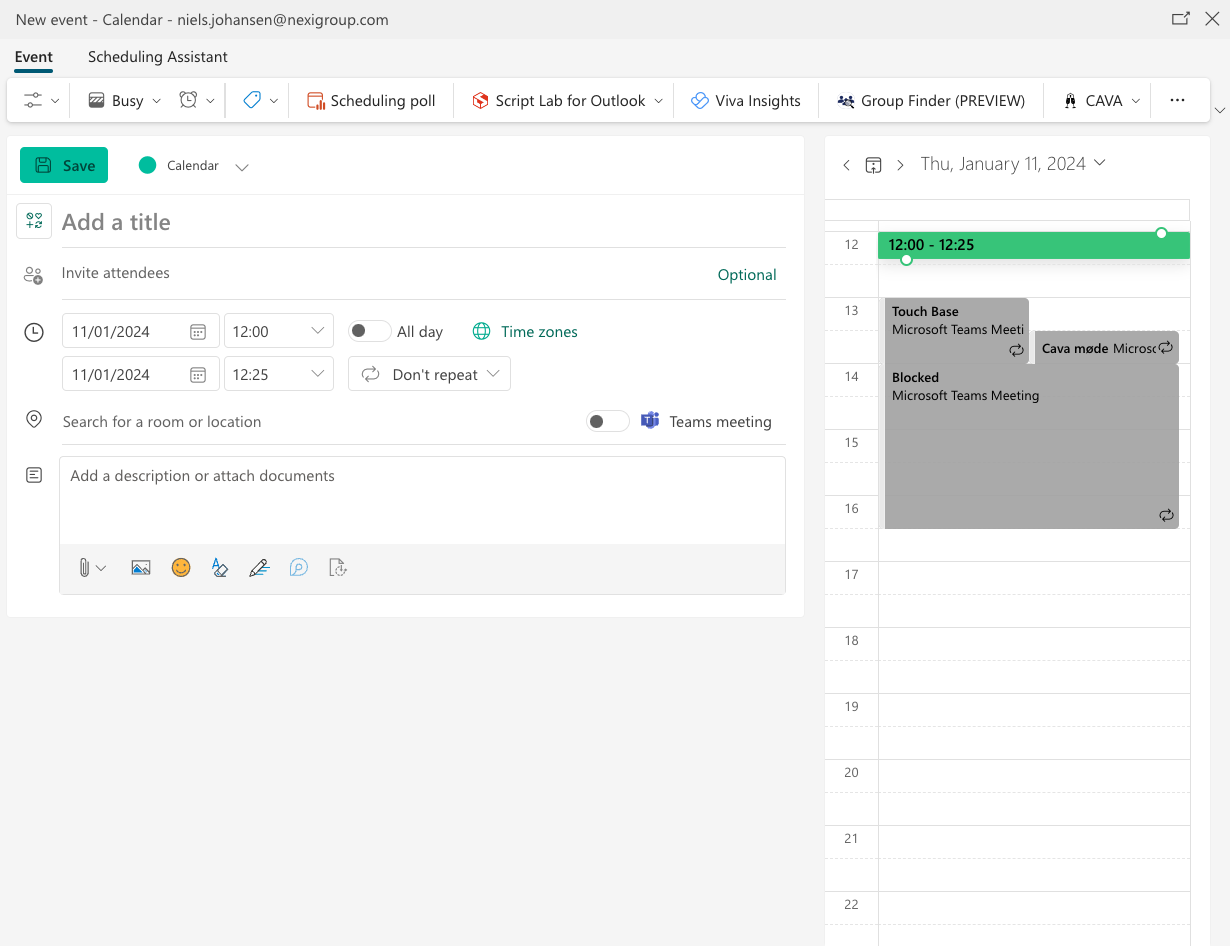 New event - Calendar - niels.johansen@nexigroup.com
Event Scheduling Assistant
Busy Scheduling poll Script Lab for Outlook Viva Insights Group Finder (PREVIEW) CAVA
Save Calendar
Add a title
Invite attendees Optional
11/01/2024 12:00 All day Time zones
11/01/2024 12:25 Don't repeat
Search for a room or location Teams meeting
Add a description or attach documents
Thu, January 11, 2024
12 12:00 - 12:25
13 Touch Base
Microsoft Teams Meeti
Cava møde Microsc
14 Blocked
Microsoft Teams Meeting
15
16
17
18
19
20
21
22